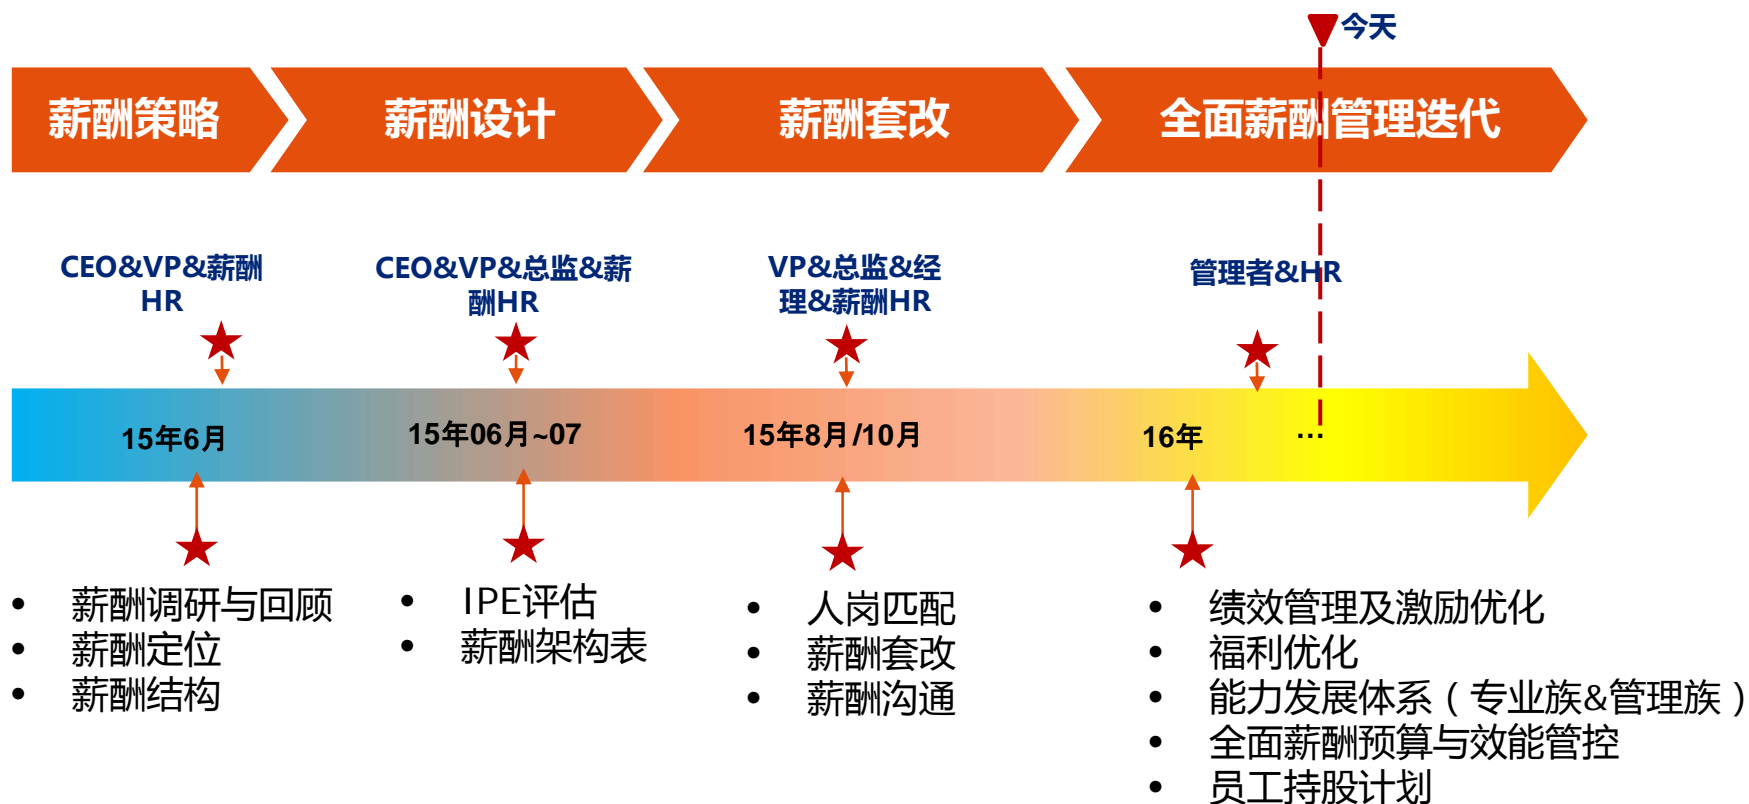 今天
薪酬策略
薪酬设计
薪酬套改
全面薪酬管理迭代
CEO&VP&薪酬
HR
CEO&VP&总监&薪
酬HR
VP&总监&经
理&薪酬HR
管理者&HR
15年6月
15年06月~07
15年8月/10月
16年
...
• 薪酬调研与回顾
• 薪酬定位
• 薪酬结构
• IPE评估
• 薪酬架构表
• 人岗匹配
• 薪酬套改
• 薪酬沟通
• 绩效管理及激励优化
• 福利优化
• 能力发展体系（专业族&管理族）
• 全面薪酬预算与效能管控
• 员工持股计划